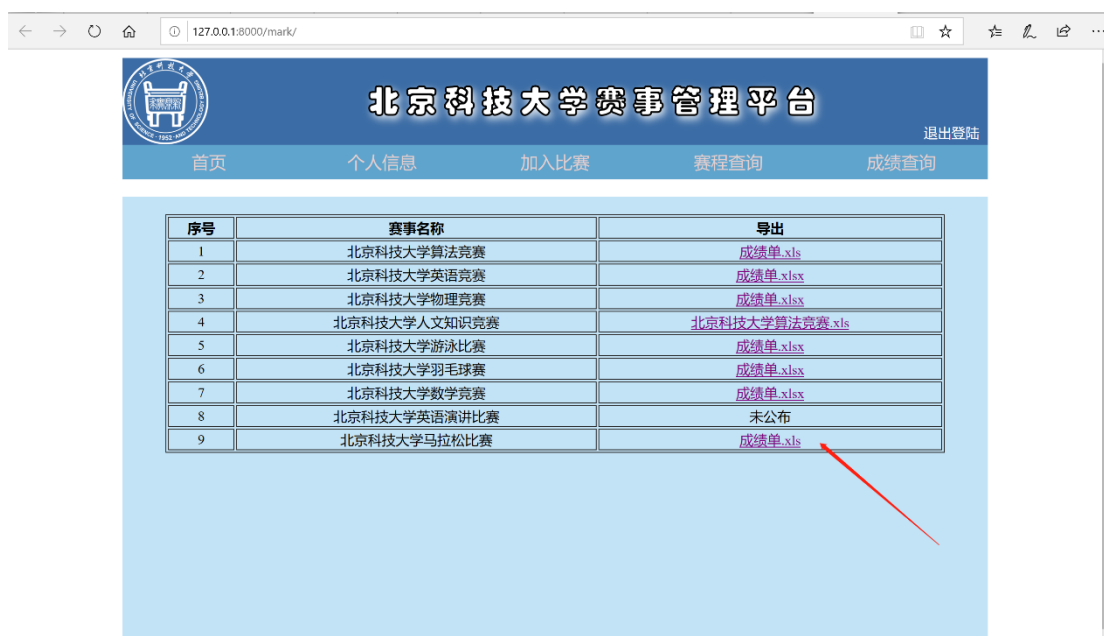 127.0.0.1:8000/mark/
北京科技大学赛事管理平台
退出登陆
首页 个人信息 加入比赛 赛程查询 成绩查询
序号 赛事名称 导出
1 北京科技大学算法竞赛 成绩单.xls
2 北京科技大学英语竞赛 成绩单.xlsx
3 北京科技大学物理竞赛 成绩单.xlsx
4 北京科技大学人文知识竞赛 北京科技大学算法竞赛.xls
5 北京科技大学游泳比赛 成绩单.xlsx
6 北京科技大学羽毛球赛 成绩单.xlsx
7 北京科技大学数学竞赛 成绩单.xlsx
8 北京科技大学英语演讲比赛 未公布
9 北京科技大学马拉松比赛 成绩单.xls